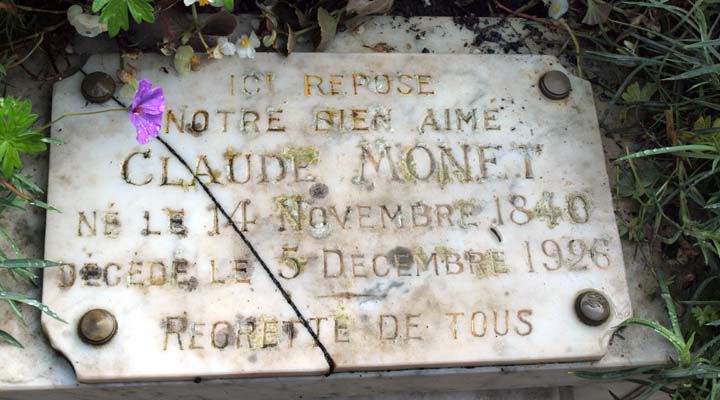 ICI REPOSE
NOTRE BIEN AIMÉ
CLAUDE MONET
NÉ LE 14 NOVEMBRE 1840
DÉCÉDÉ LE 5 DECEMBRE 1926
REGRETTÉ DE TOUS